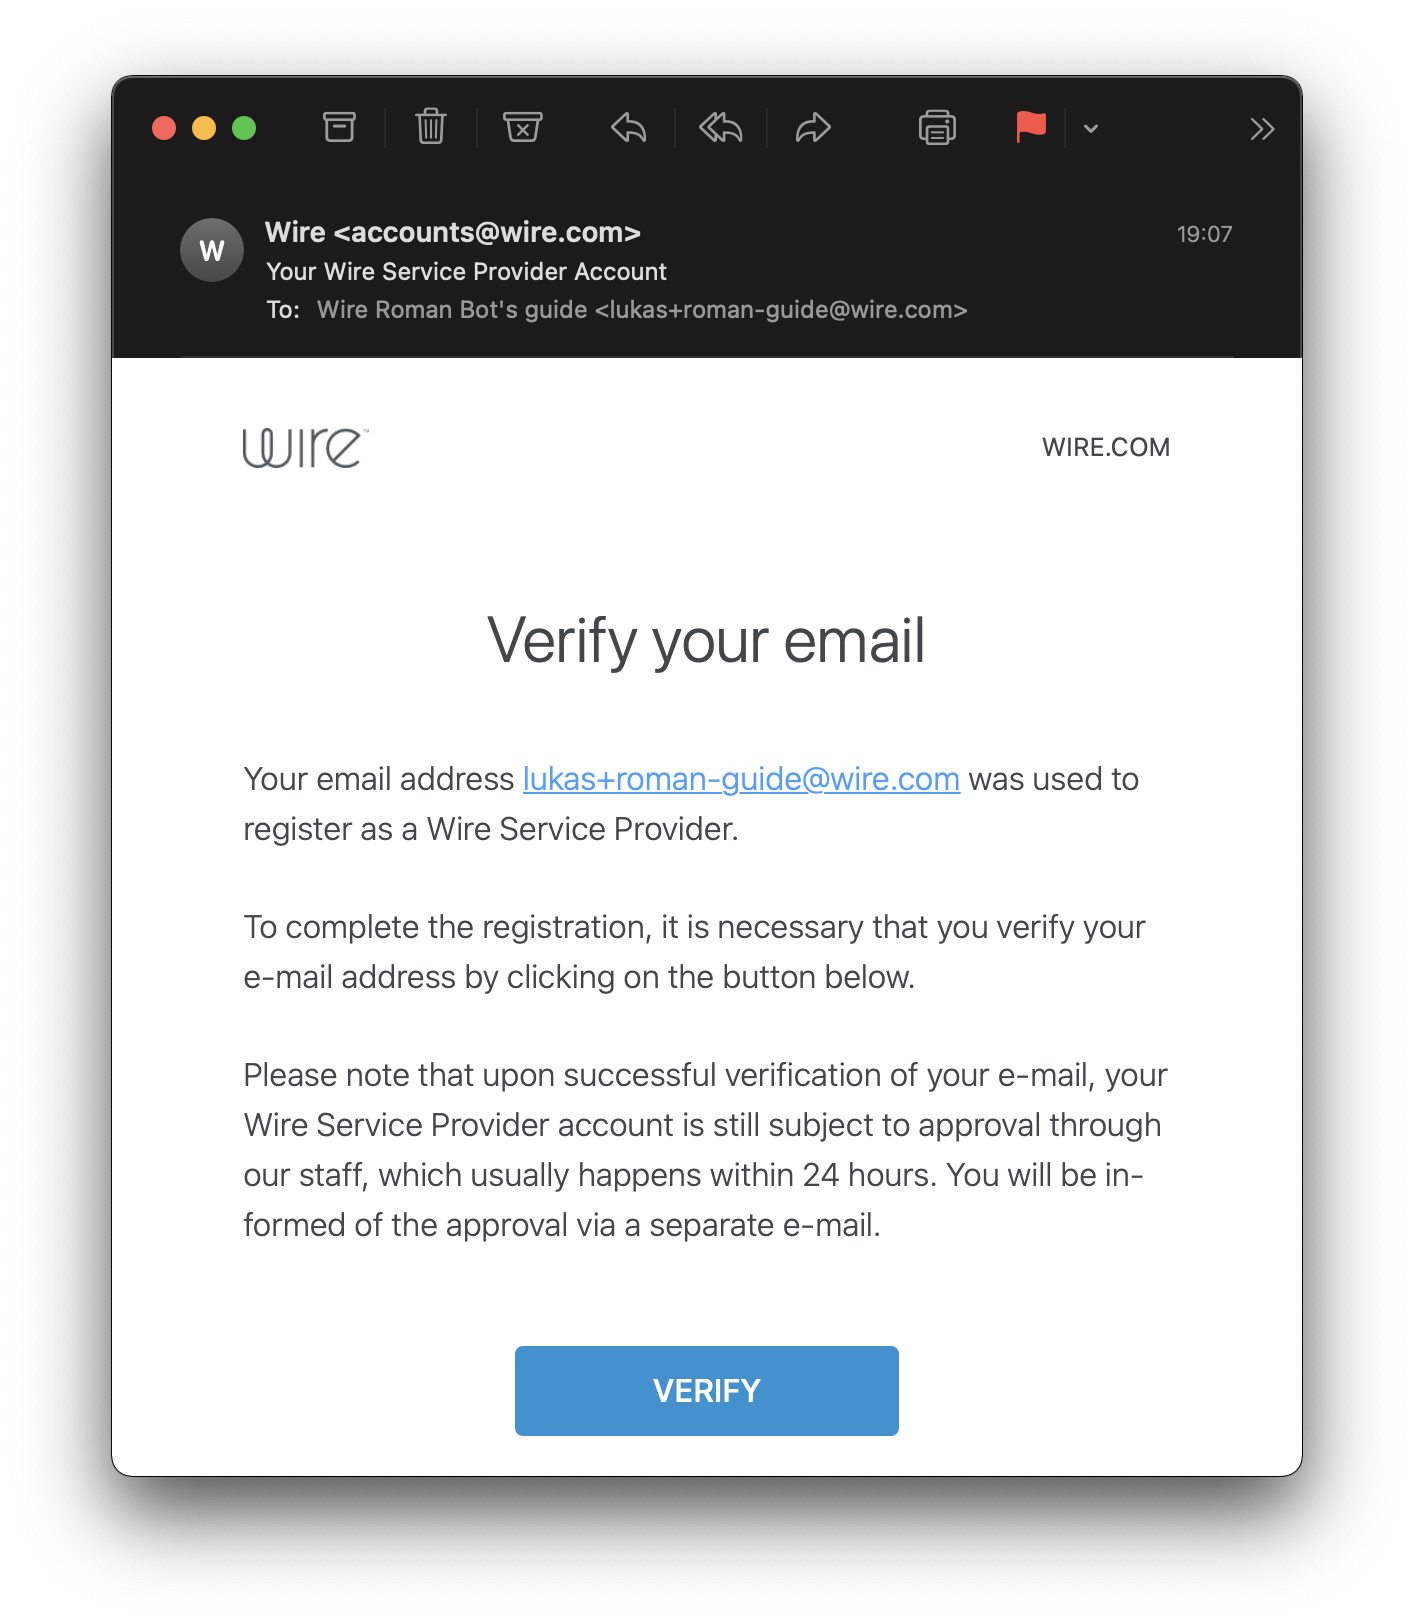 W
Wire <accounts@wire.com>
19:07
Your Wire Service Provider Account
To: Wire Roman Bot's guide <lukas+roman-guide@wire.com>
wire™
WIRE.COM
Verify your email
Your email address lukas+roman-guide@wire.com was used to
register as a Wire Service Provider.
To complete the registration, it is necessary that you verify your
e-mail address by clicking on the button below.
Please note that upon successful verification of your e-mail, your
Wire Service Provider account is still subject to approval through
our staff, which usually happens within 24 hours. You will be in-
formed of the approval via a separate e-mail.
VERIFY